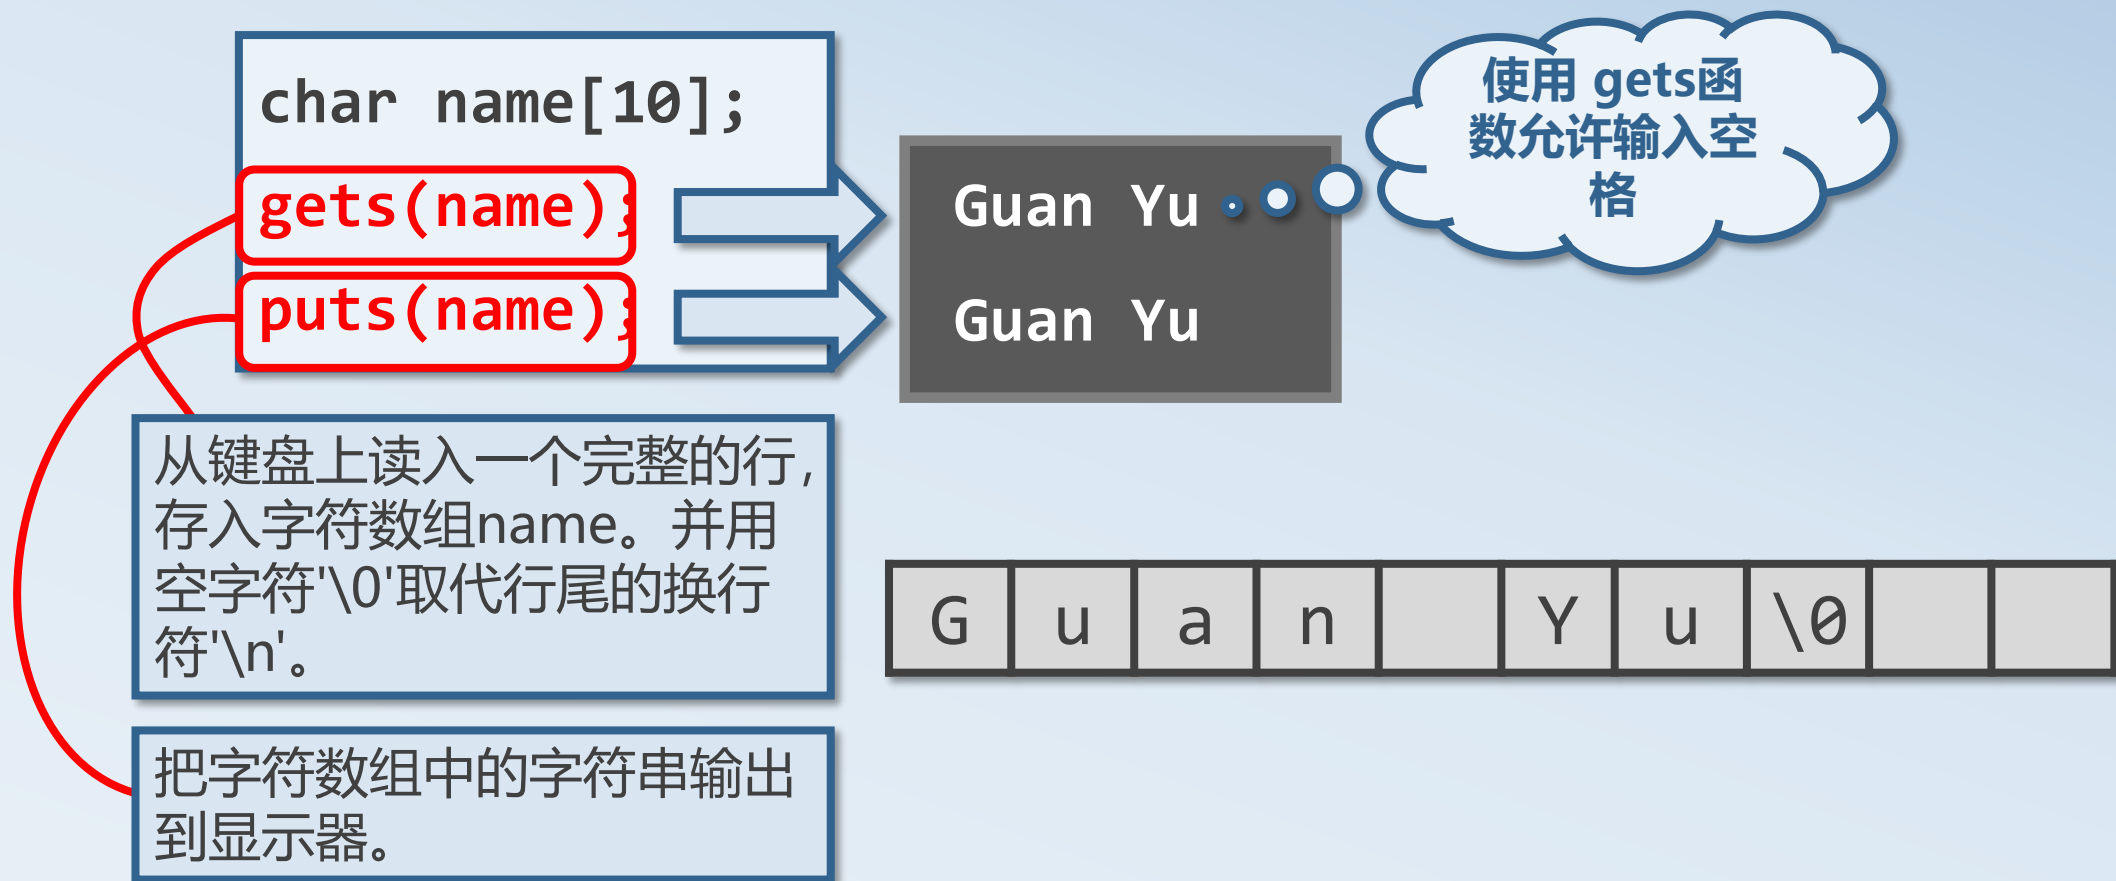 char name[10];
gets(name);
puts(name);
Guan Yu
Guan Yu
使用 gets函
数允许输入空
格
从键盘上读入一个完整的行，
存入字符数组name。并用
空字符'\0'取代行尾的换行
符'\n'。
G u a n Y u \0
把字符数组中的字符串输出
到显示器。